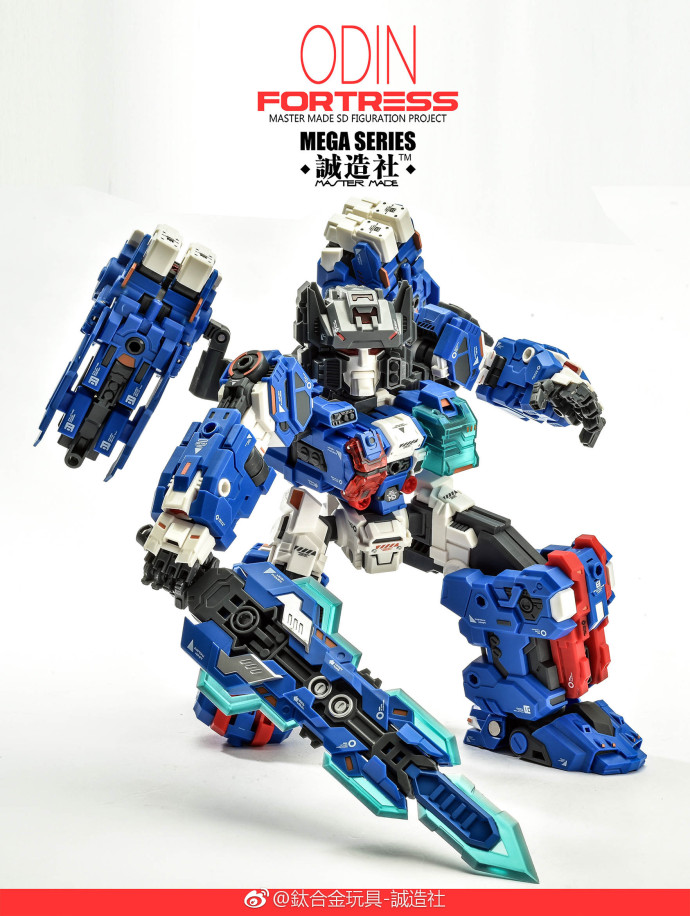 ODIN
FORTRESS
MASTER MADE SD FIGURATION PROJECT
MEGA SERIES
誠造社™
MASTER MADE
@鈦合金玩具-誠造社